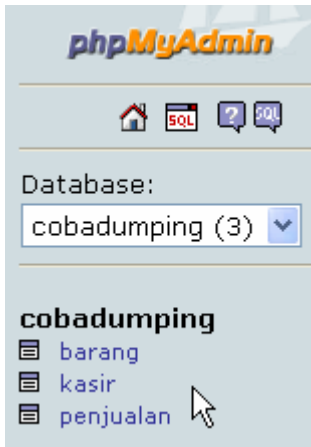 phpMyAdmin
SQL ? SQL
Database:
cobadumping (3)
cobadumping
barang
kasir
penjualan